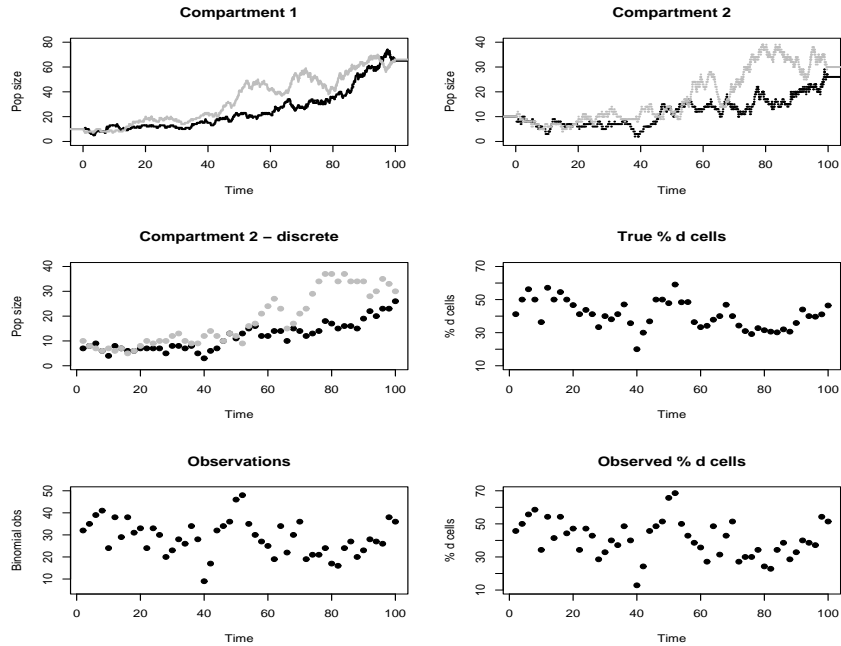 Compartment 1
Pop size
80
60
40
20
0
0 20 40 60 80 100
Time
Compartment 2
Pop size
40
30
20
10
0
0 20 40 60 80 100
Time
Compartment 2 – discrete
Pop size
40
30
20
10
0
0 20 40 60 80 100
Time
True % d cells
% d cells
70
50
30
10
0 20 40 60 80 100
Time
Observations
Binomial obs
50
40
30
20
10
0 20 40 60 80 100
Time
Observed % d cells
% d cells
70
50
30
10
0 20 40 60 80 100
Time